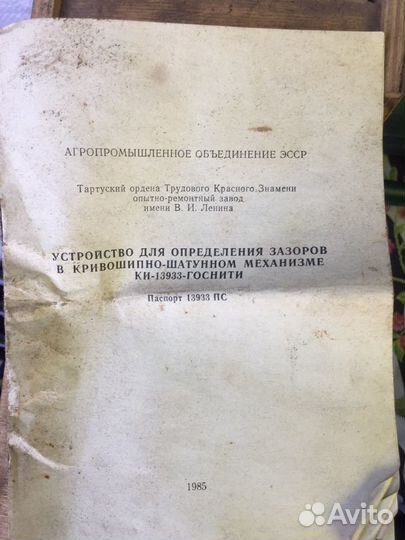 АГРОПРОМЫШЛЕННОЕ ОБЪЕДИНЕНИЕ ЭССР
Тартуский ордена Трудового Красного Знамени
опытно-ремонтный завод
имени В. И. Ленина
УСТРОЙСТВО ДЛЯ ОПРЕДЕЛЕНИЯ ЗАЗОРОВ
В КРИВОШИПНО-ШАТУННОМ МЕХАНИЗМЕ
КИ-13933-ГОСНИТИ
Паспорт 13933 ПС
1985
Avito